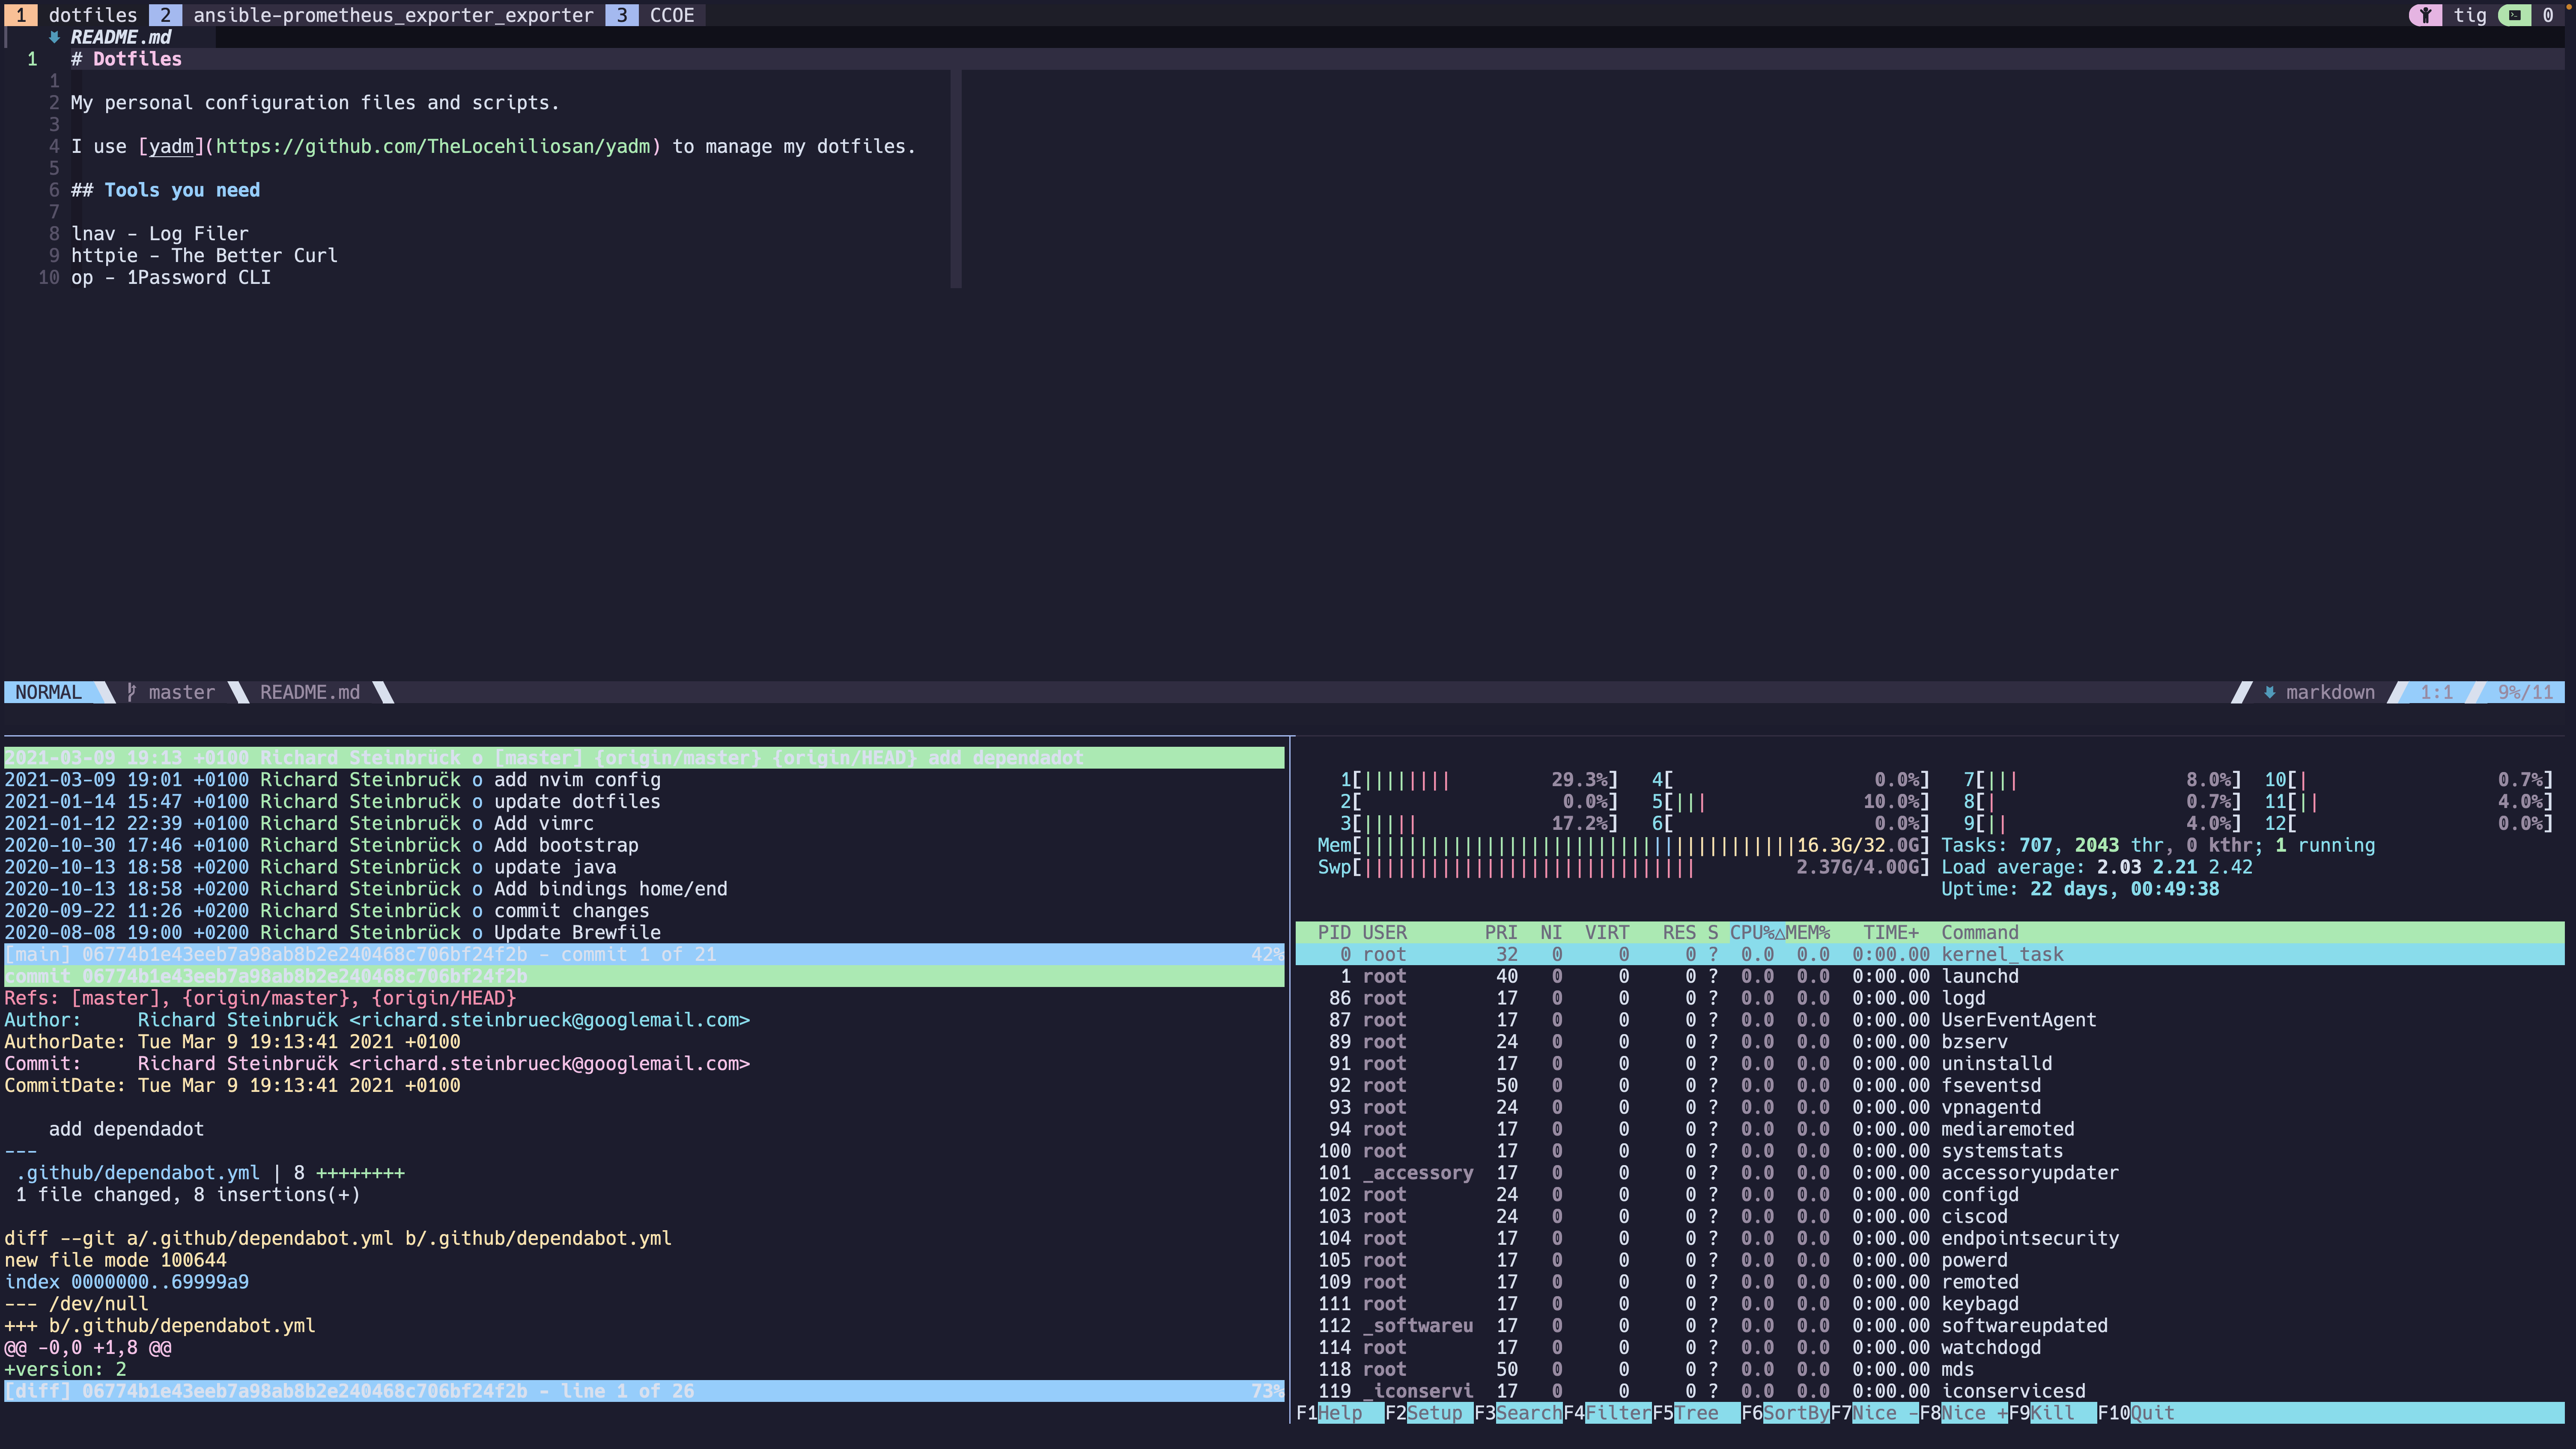 1 dotfiles 2 ansible-prometheus_exporter_exporter 3 CCOE tig 0
README.md
1 # Dotfiles
1
2 My personal configuration files and scripts.
3
4 I use [yadm](https://github.com/TheLocehiliosan/yadm) to manage my dotfiles.
5
6 ## Tools you need
7
8 lnav - Log Filer
9 httpie - The Better Curl
10 op - 1Password CLI
NORMAL master README.md markdown 1:1 9%/11
2021-03-09 19:13 +0100 Richard Steinbrück o [master] {origin/master} {origin/HEAD} add dependadot
2021-03-09 19:01 +0100 Richard Steinbrück o add nvim config
2021-01-14 15:47 +0100 Richard Steinbrück o update dotfiles
2021-01-12 22:39 +0100 Richard Steinbrück o Add vimrc
2020-10-30 17:46 +0100 Richard Steinbrück o Add bootstrap
2020-10-13 18:58 +0200 Richard Steinbrück o update java
2020-10-13 18:58 +0200 Richard Steinbrück o Add bindings home/end
2020-09-22 11:26 +0200 Richard Steinbrück o commit changes
2020-08-08 19:00 +0200 Richard Steinbrück o Update Brewfile
[main] 06774b1e43eeb7a98ab8b2e240468c706bf24f2b - commit 1 of 21 42%
commit 06774b1e43eeb7a98ab8b2e240468c706bf24f2b
Refs: [master], {origin/master}, {origin/HEAD}
Author: Richard Steinbrück <richard.steinbrueck@googlemail.com>
AuthorDate: Tue Mar 9 19:13:41 2021 +0100
Commit: Richard Steinbrück <richard.steinbrueck@googlemail.com>
CommitDate: Tue Mar 9 19:13:41 2021 +0100
add dependadot
---
.github/dependabot.yml | 8 ++++++++
1 file changed, 8 insertions(+)
diff --git a/.github/dependabot.yml b/.github/dependabot.yml
new file mode 100644
index 0000000..69999a9
--- /dev/null
+++ b/.github/dependabot.yml
@@ -0,0 +1,8 @@
+version: 2
[diff] 06774b1e43eeb7a98ab8b2e240468c706bf24f2b - line 1 of 26 73%
1[|||||||| 29.3%] 4[ 0.0%] 7[||| 8.0%] 10[| 0.7%]
2[ 0.0%] 5[||| 10.0%] 8[| 0.7%] 11[|| 4.0%]
3[||||| 17.2%] 6[ 0.0%] 9[|| 4.0%] 12[ 0.0%]
Mem[|||||||||||||||||||||||||||||||||||||||16.3G/32.0G] Tasks: 707, 2043 thr, 0 kthr; 1 running
Swp[|||||||||||||||||||||||||||||| 2.37G/4.00G] Load average: 2.03 2.21 2.42
Uptime: 22 days, 00:49:38
PID USER PRI NI VIRT RES S CPU%△MEM% TIME+ Command
0 root 32 0 0 0 ? 0.0 0.0 0:00.00 kernel_task
1 root 40 0 0 0 ? 0.0 0.0 0:00.00 launchd
86 root 17 0 0 0 ? 0.0 0.0 0:00.00 logd
87 root 17 0 0 0 ? 0.0 0.0 0:00.00 UserEventAgent
89 root 24 0 0 0 ? 0.0 0.0 0:00.00 bzserv
91 root 17 0 0 0 ? 0.0 0.0 0:00.00 uninstalld
92 root 50 0 0 0 ? 0.0 0.0 0:00.00 fseventsd
93 root 24 0 0 0 ? 0.0 0.0 0:00.00 vpnagentd
94 root 17 0 0 0 ? 0.0 0.0 0:00.00 mediaremoted
100 root 17 0 0 0 ? 0.0 0.0 0:00.00 systemstats
101 _accessory 17 0 0 0 ? 0.0 0.0 0:00.00 accessoryupdater
102 root 24 0 0 0 ? 0.0 0.0 0:00.00 configd
103 root 24 0 0 0 ? 0.0 0.0 0:00.00 ciscod
104 root 17 0 0 0 ? 0.0 0.0 0:00.00 endpointsecurity
105 root 17 0 0 0 ? 0.0 0.0 0:00.00 powerd
109 root 17 0 0 0 ? 0.0 0.0 0:00.00 remoted
111 root 17 0 0 0 ? 0.0 0.0 0:00.00 keybagd
112 _softwareu 17 0 0 0 ? 0.0 0.0 0:00.00 softwareupdated
114 root 17 0 0 0 ? 0.0 0.0 0:00.00 watchdogd
118 root 50 0 0 0 ? 0.0 0.0 0:00.00 mds
119 _iconservi 17 0 0 0 ? 0.0 0.0 0:00.00 iconservicesd
F1Help F2Setup F3SearchF4FilterF5Tree F6SortByF7Nice -F8Nice +F9Kill F10Quit